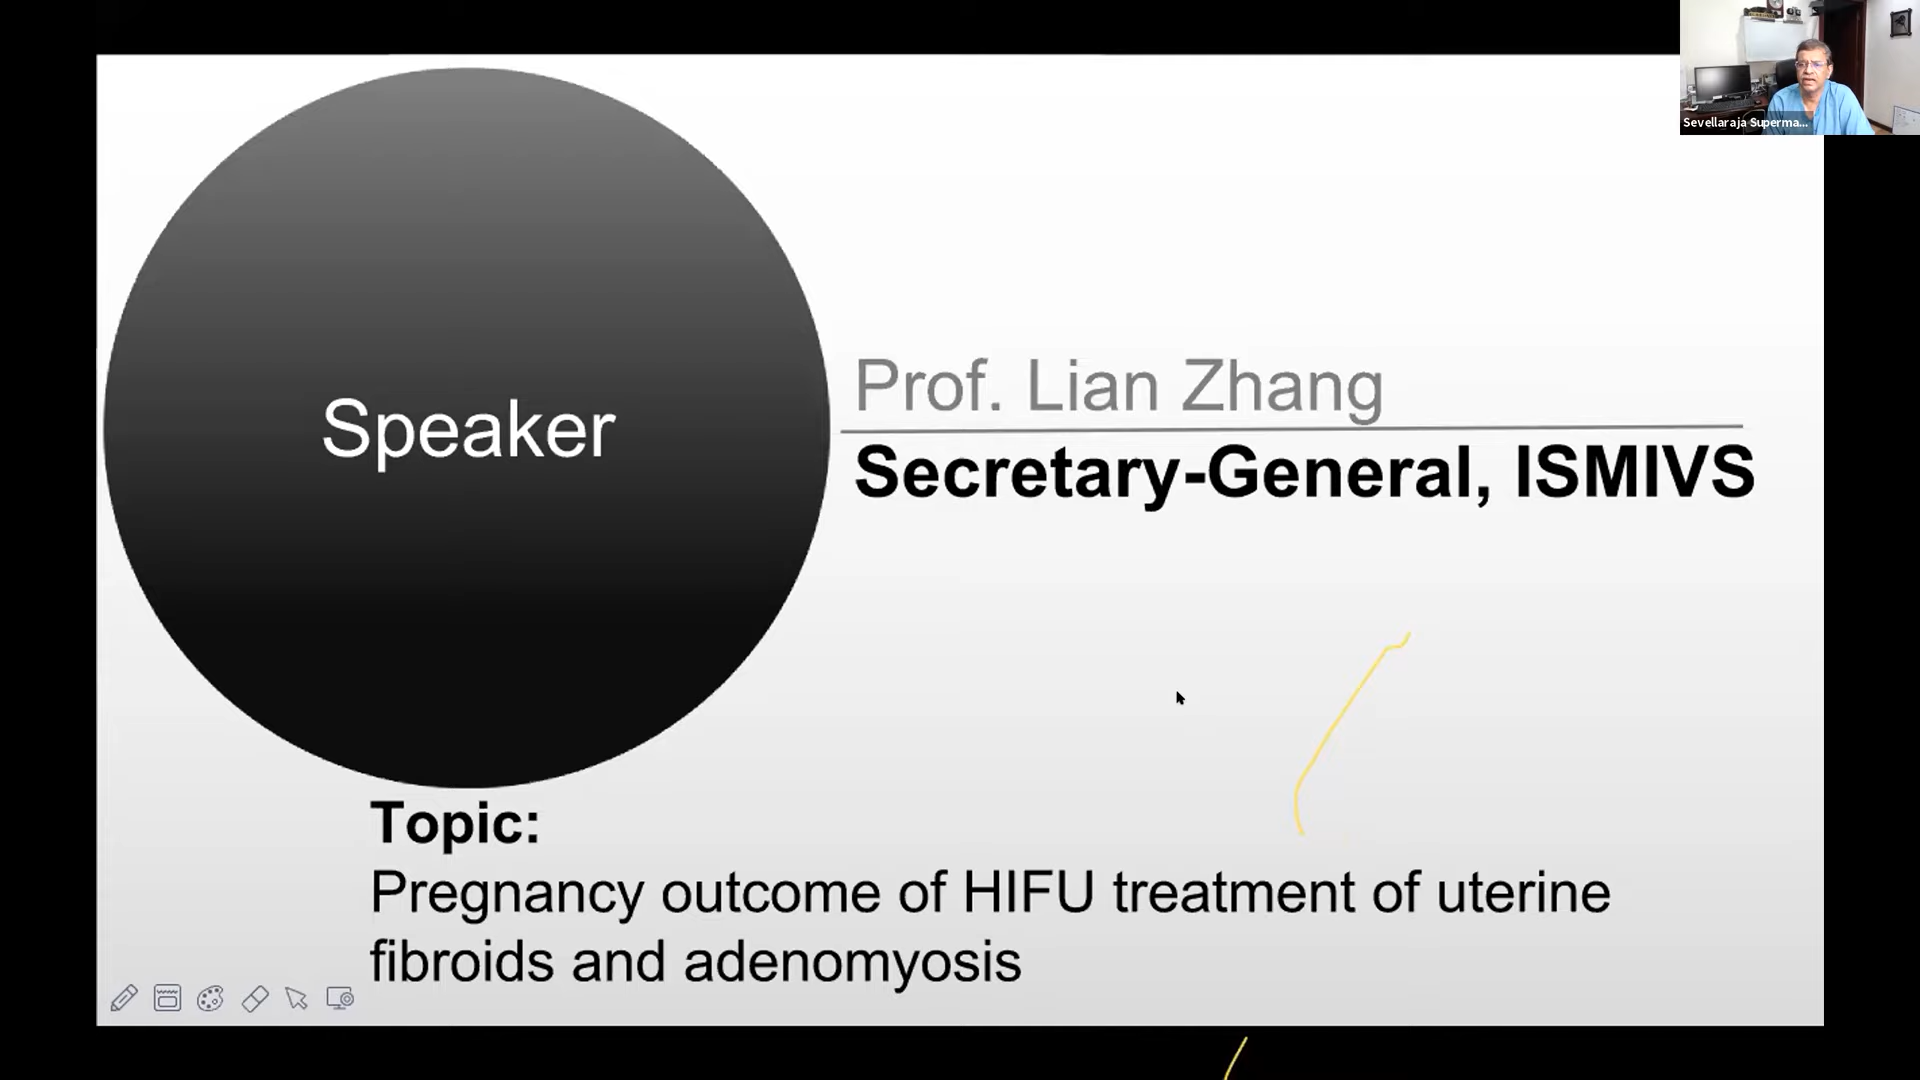 Sevellaraja Superma...
Speaker
Prof. Lian Zhang
Secretary-General, ISMIVS
Topic:
Pregnancy outcome of HIFU treatment of uterine
fibroids and adenomyosis